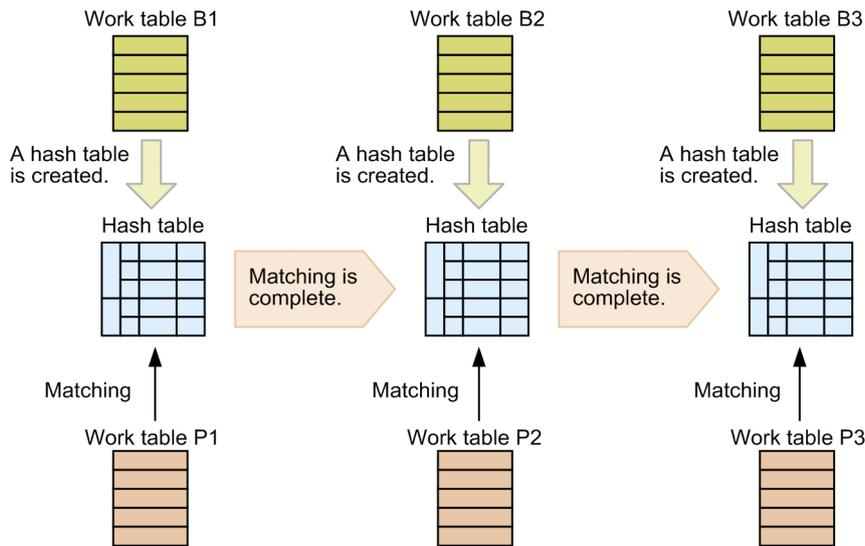 Work table B1
Work table B2
Work table B3
A hash table
is created.
A hash table
is created.
A hash table
is created.
Hash table
Hash table
Hash table
Matching is
complete.
Matching is
complete.
Matching
Matching
Matching
Work table P1
Work table P2
Work table P3